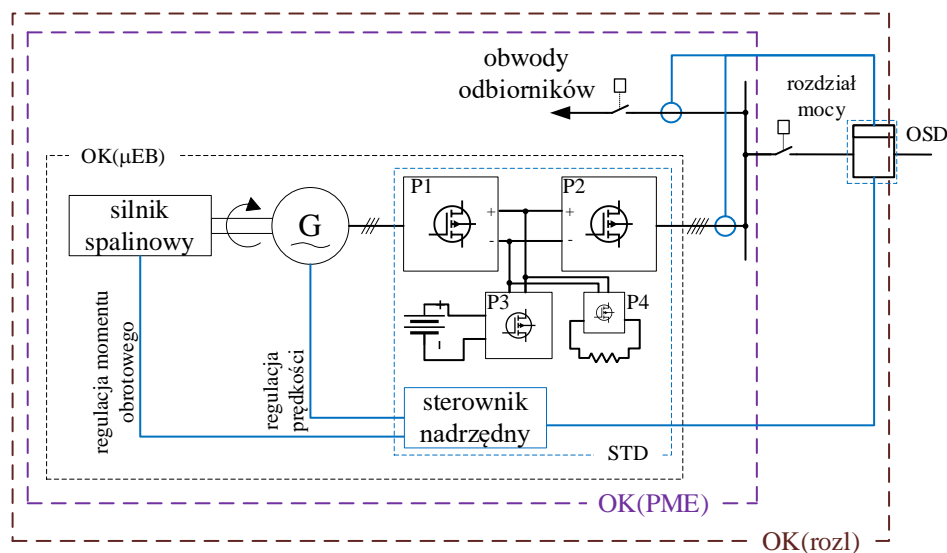 obwody
odbiorników
rozdział
mocy
OSD
OK(μEB)
P1
P2
+
+
-
-
silnik
spalinowy
G
P3
P4
+
-
regulacja momentu
obrotowego
regulacja
prędkości
sterownik
nadrzędny
STD
OK(PME)
OK(rozl)